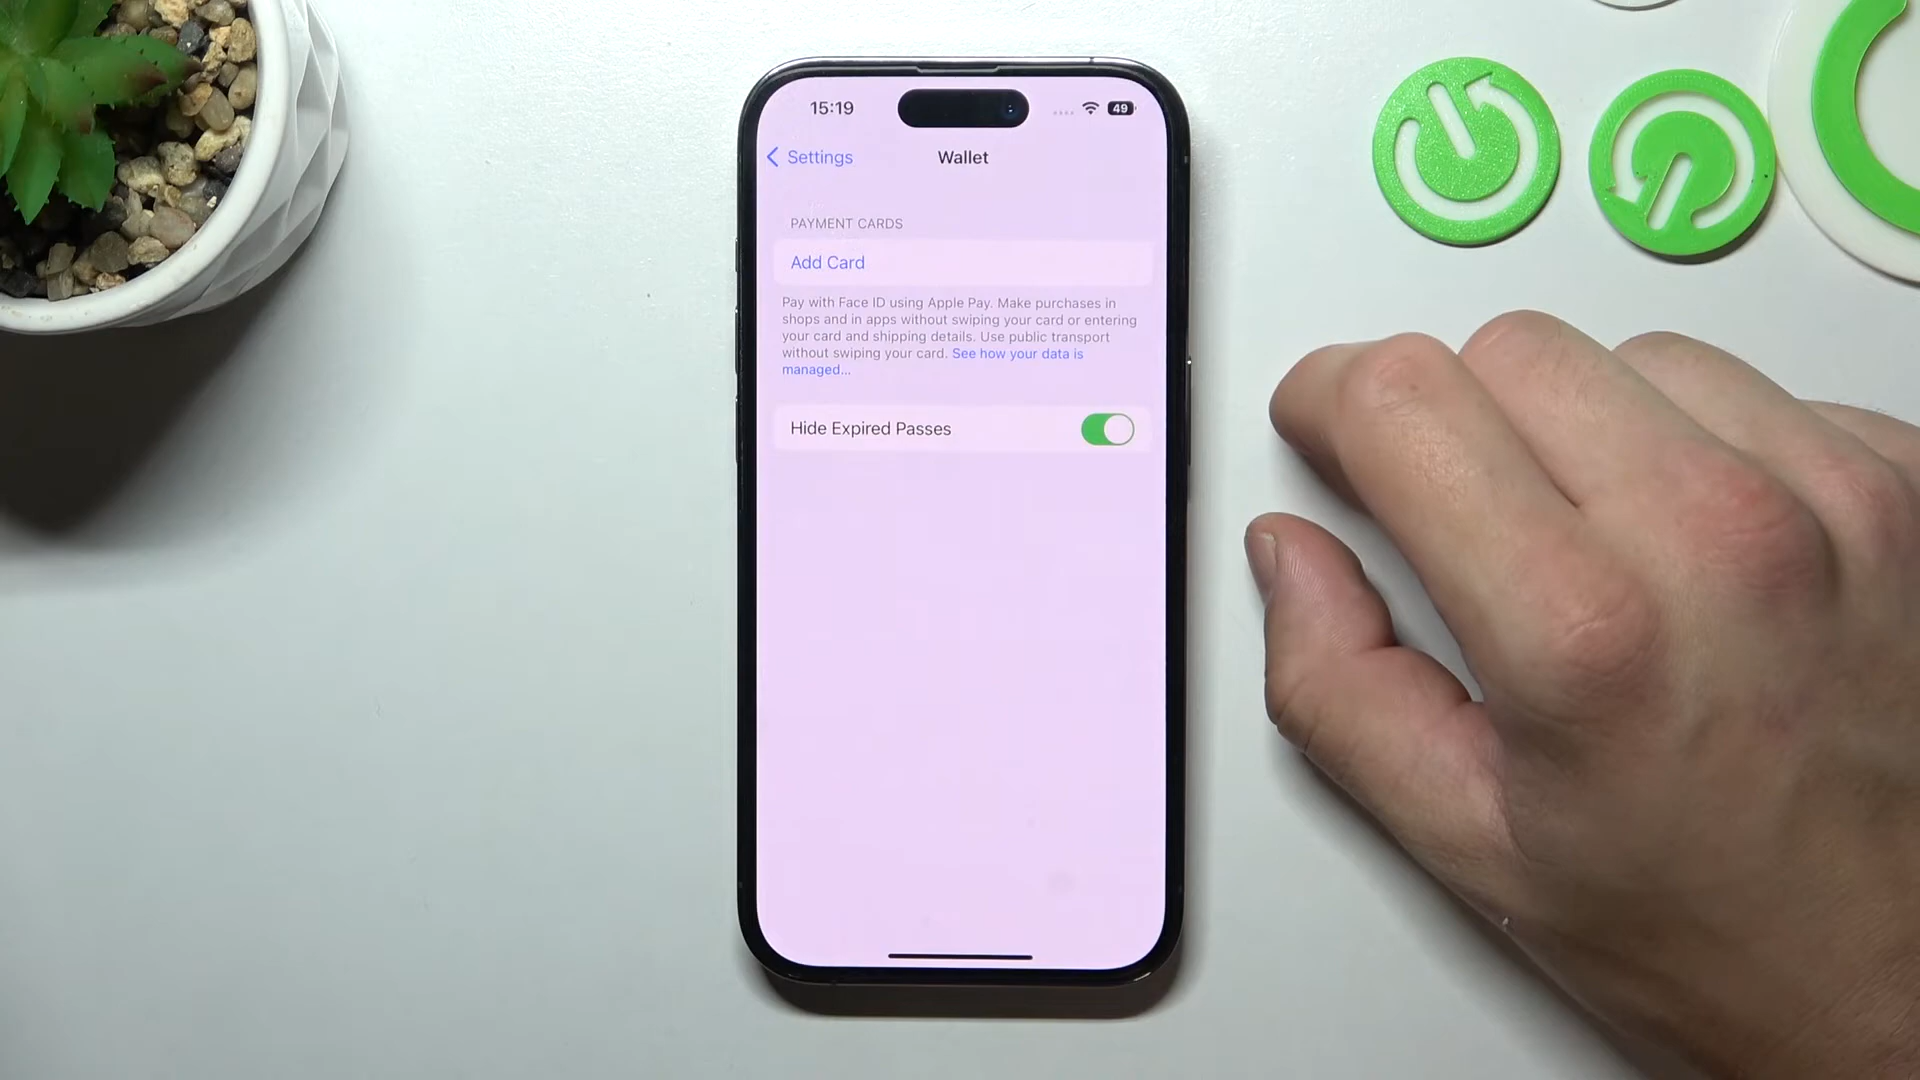 15:19
49
Settings
Wallet
PAYMENT CARDS
Add Card
Pay with Face ID using Apple Pay. Make purchases in
shops and in apps without swiping your card or entering
your card and shipping details. Use public transport
without swiping your card. See how your data is
managed...
Hide Expired Passes